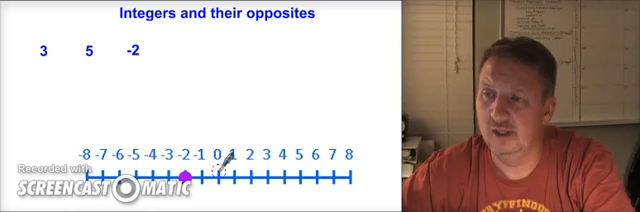 Integers and their opposites
3 5 -2
-8 -7 -6 -5 -4 -3 -2 -1 0 1 2 3 4 5 6 7 8
Recorded with
SCREENCAST MATIC